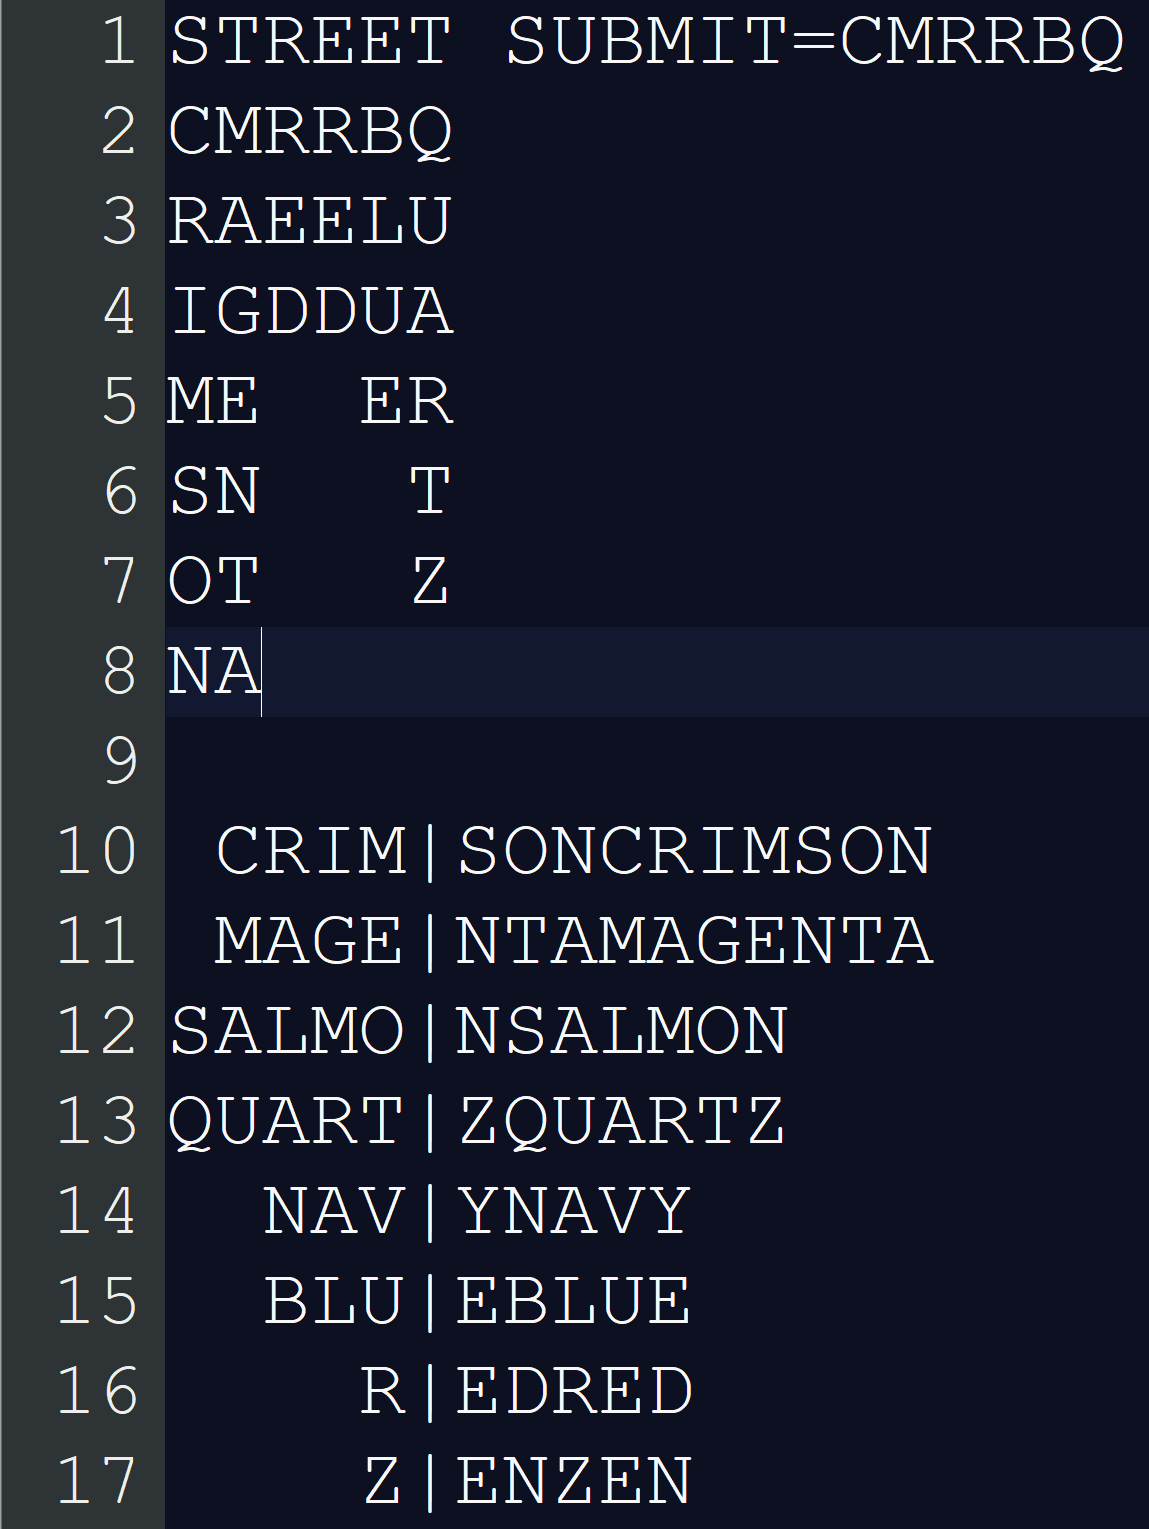 1 STREET SUBMIT=CMRRBQ
2 CMRRBQ
3 RAEELU
4 IGDDUA
5 ME  ER
6 SN   T
7 OT   Z
8 NA
9
10  CRIM|SONCRIMSON
11  MAGE|NTAMAGENTA
12 SALMO|NSALMON
13 QUART|ZQUARTZ
14   NAV|YNAVY
15   BLU|EBLUE
16     R|EDRED
17     Z|ENZEN